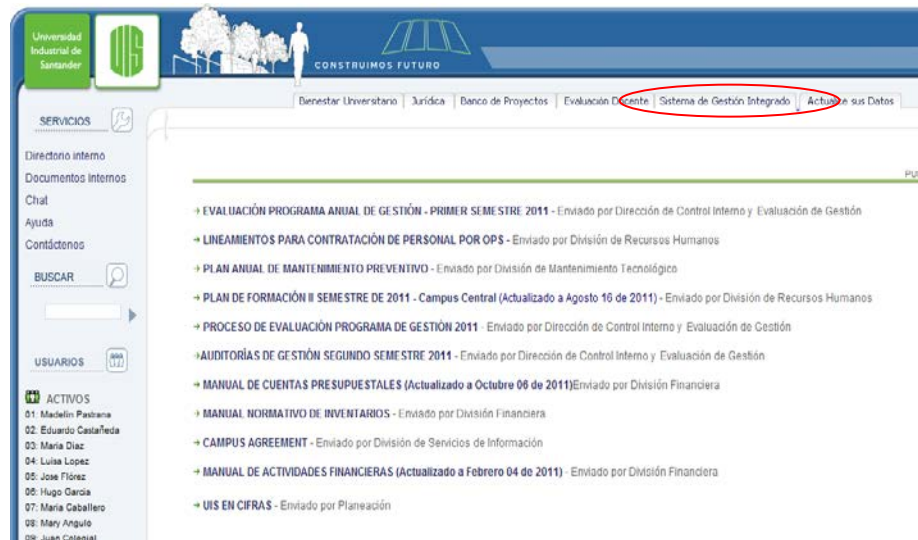 Universidad
Industrial de
Santander
UIS
CONSTRUIMOS FUTURO
Bienestar Universitario | Jurídica | Banco de Proyectos | Evaluación Docente | Sistema de Gestión Integrado | Actualice sus Datos
SERVICIOS
Directorio interno
Documentos Internos
Chat
Ayuda
Contáctenos
BUSCAR
USUARIOS
ACTIVOS
01: Madelin Pastrana
02: Eduardo Castañeda
03: Maria Diaz
04: Luisa Lopez
05: Jose Flórez
06: Hugo Garcia
07: Maria Caballero
08: Mary Angulo
09: Juan Colegial
PU
→ EVALUACIÓN PROGRAMA ANUAL DE GESTIÓN - PRIMER SEMESTRE 2011 - Enviado por Dirección de Control Interno y Evaluación de Gestión
→ LINEAMIENTOS PARA CONTRATACIÓN DE PERSONAL POR OPS - Enviado por División de Recursos Humanos
→ PLAN ANUAL DE MANTENIMIENTO PREVENTIVO - Enviado por División de Mantenimiento Tecnológico
→ PLAN DE FORMACIÓN II SEMESTRE DE 2011 - Campus Central (Actualizado a Agosto 16 de 2011) - Enviado por División de Recursos Humanos
→ PROCESO DE EVALUACIÓN PROGRAMA DE GESTIÓN 2011 - Enviado por Dirección de Control Interno y Evaluación de Gestión
→AUDITORÌAS DE GESTIÓN SEGUNDO SEMESTRE 2011 - Enviado por Dirección de Control Interno y Evaluación de Gestión
→ MANUAL DE CUENTAS PRESUPUESTALES (Actualizado a Octubre 06 de 2011)Enviado por División Financiera
→ MANUAL NORMATIVO DE INVENTARIOS - Enviado por División Financiera
→ CAMPUS AGREEMENT - Enviado por División de Servicios de Información
→ MANUAL DE ACTIVIDADES FINANCIERAS (Actualizado a Febrero 04 de 2011) - Enviado por División Financiera
→ UIS EN CIFRAS - Enviado por Planeación